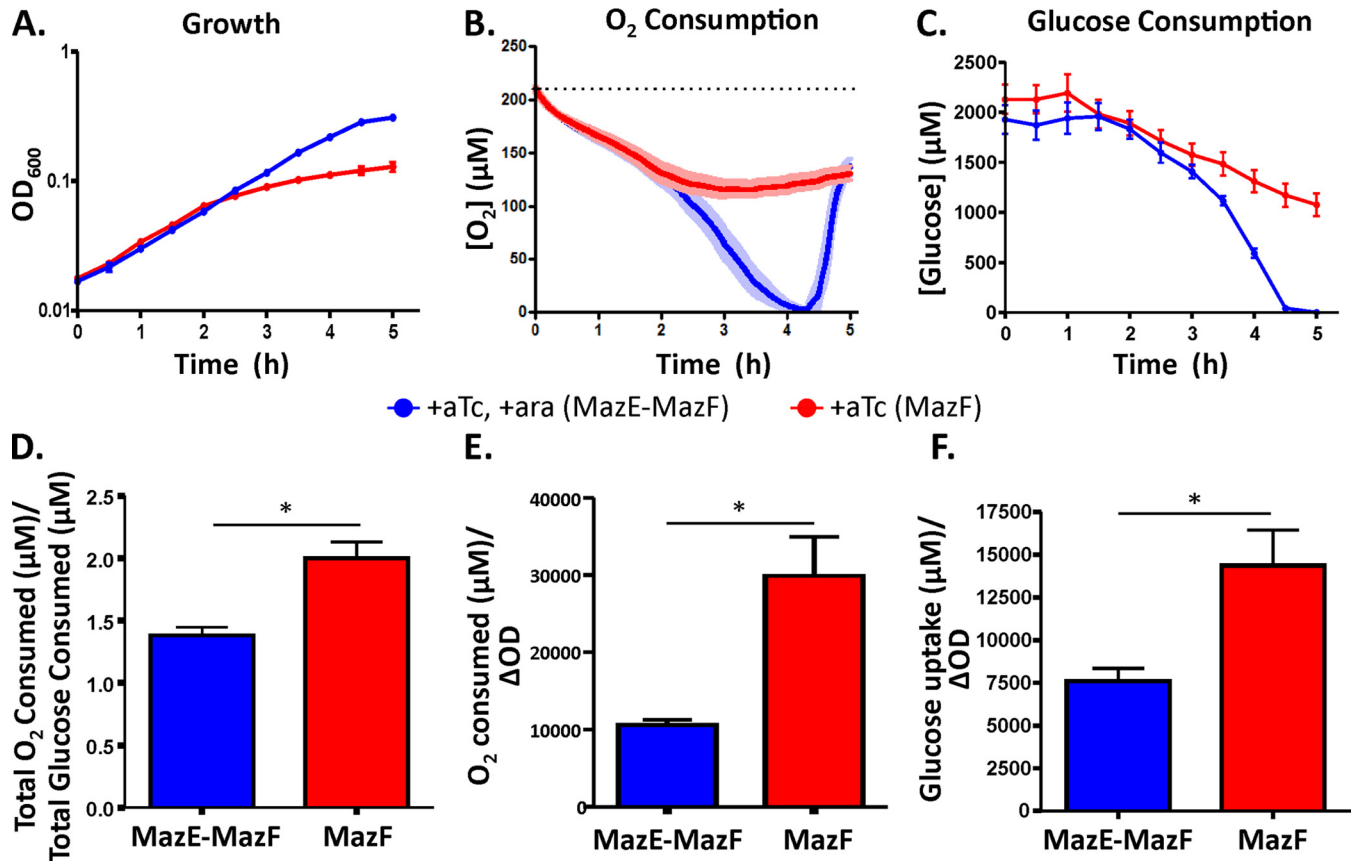 A. Growth
OD600
1
0.1
0.01
0 1 2 3 4 5
Time (h)
B. O2 Consumption
[O2] (µM)
250
200
150
100
50
0
0 1 2 3 4 5
Time (h)
C. Glucose Consumption
[Glucose] (µM)
2500
2000
1500
1000
500
0
0 1 2 3 4 5
Time (h)
+aTc, +ara (MazE-MazF)
+aTc (MazF)
D.
Total O2 Consumed (µM)/
Total Glucose Consumed (µM)
2.5
2.0
1.5
1.0
0.5
0.0
*
MazE-MazF MazF
E.
O2 consumed (µM)/
ΔOD
40000
30000
20000
10000
0
*
MazE-MazF MazF
F.
Glucose uptake (µM)/
ΔOD
17500
15000
12500
10000
7500
5000
2500
0
*
MazE-MazF MazF